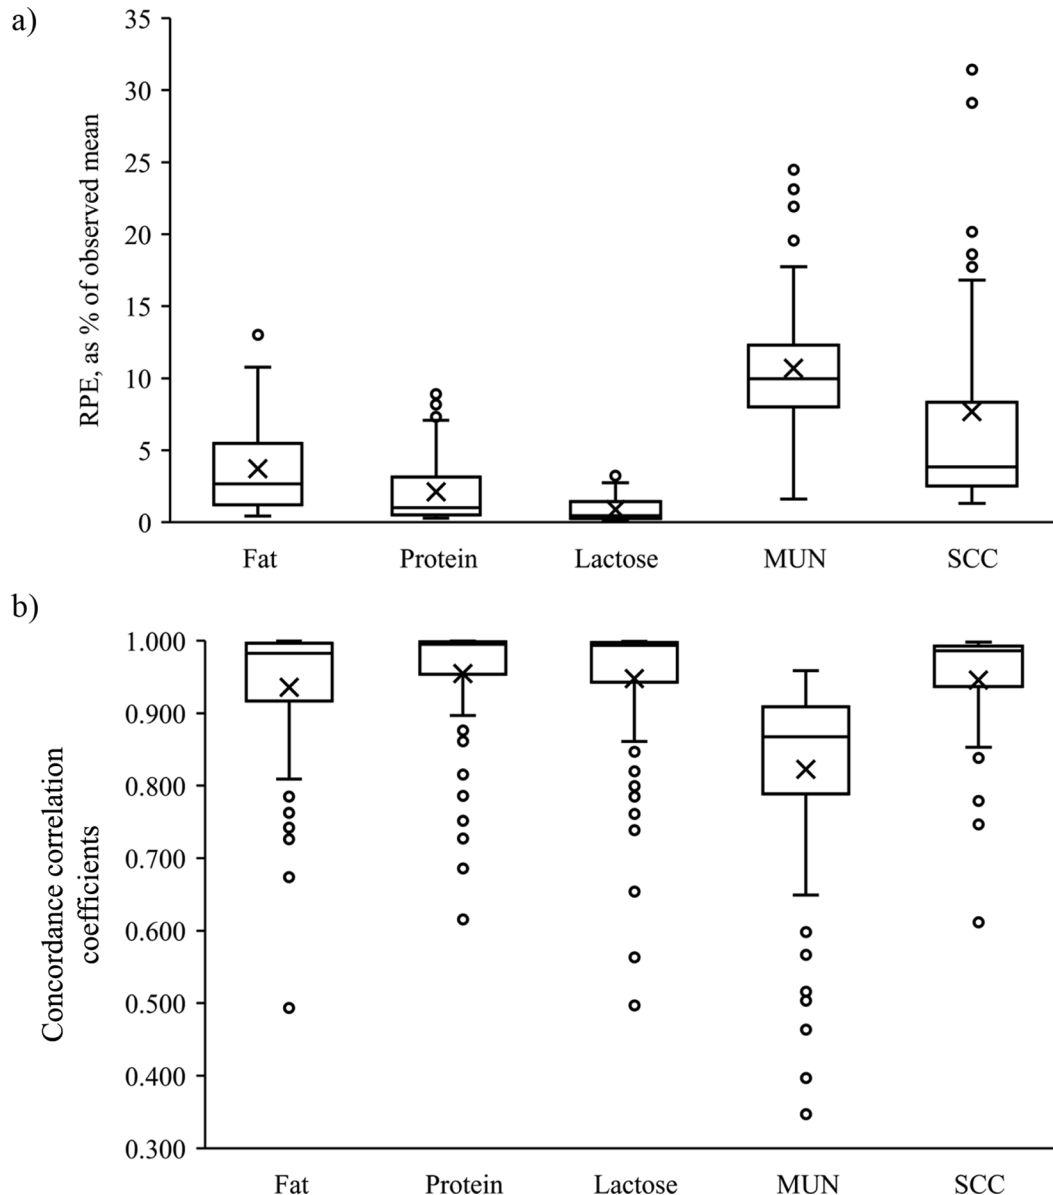 a)
RPE, as % of observed mean
35
30
25
20
15
10
5
0
Fat Protein Lactose MUN SCC
b)
Concordance correlation
coefficients
1.000
0.900
0.800
0.700
0.600
0.500
0.400
0.300
Fat Protein Lactose MUN SCC